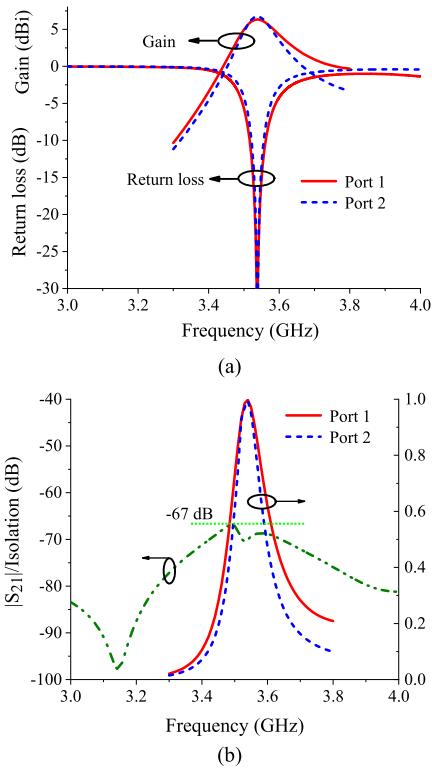 Gain (dBi)
Return loss (dB)
5
0
-5
-10
-15
-20
-25
-30
Gain
Return loss
Port 1
Port 2
3.0 3.2 3.4 3.6 3.8 4.0
Frequency (GHz)
(a)
|S21|/Isolation (dB)
-40
-50
-60
-70
-80
-90
-100
-67 dB
Port 1
Port 2
1.0
0.8
0.6
0.4
0.2
0.0
3.0 3.2 3.4 3.6 3.8 4.0
Frequency (GHz)
(b)